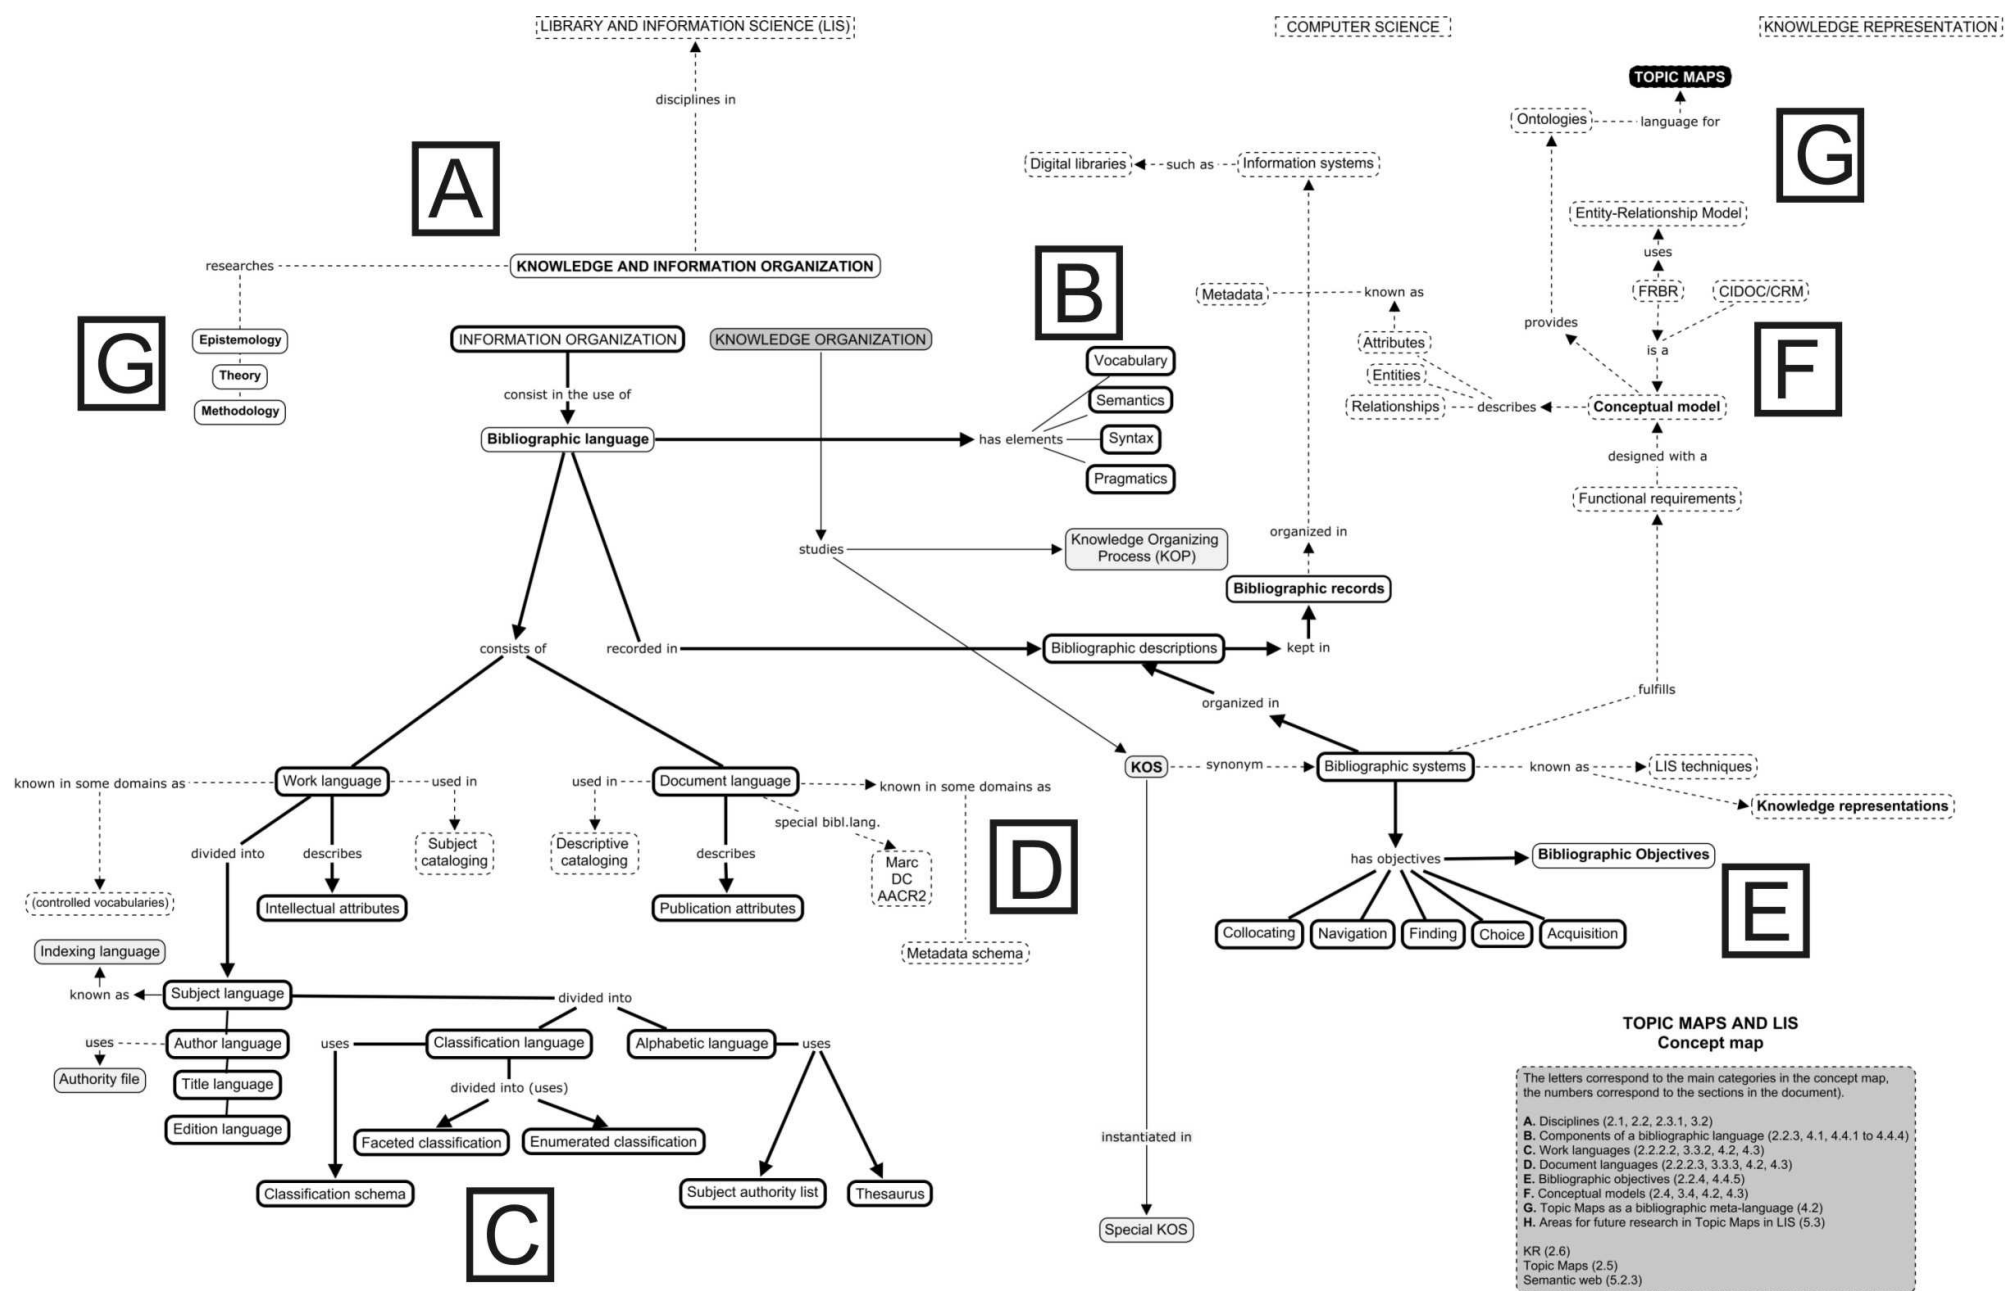 LIBRARY AND INFORMATION SCIENCE (LIS)
COMPUTER SCIENCE
KNOWLEDGE REPRESENTATION
TOPIC MAPS
disciplines in
Ontologies
language for
G
A
Digital libraries
such as
Information systems
Entity-Relationship Model
uses
researches
KNOWLEDGE AND INFORMATION ORGANIZATION
B
Metadata
known as
FRBR
CIDOC/CRM
provides
G
Epistemology
Theory
Methodology
INFORMATION ORGANIZATION
KNOWLEDGE ORGANIZATION
Attributes
is a
F
Vocabulary
Entities
Semantics
consist in the use of
Relationships
describes
Conceptual model
Bibliographic language
has elements
Syntax
Pragmatics
designed with a
Functional requirements
organized in
studies
Knowledge Organizing
Process (KOP)
Bibliographic records
consists of
recorded in
Bibliographic descriptions
kept in
fulfills
organized in
KOS
synonym
Bibliographic systems
known as
LIS techniques
Knowledge representations
known in some domains as
Work language
used in
used in
Document language
known in some domains as
special bibl.lang.
divided into
describes
Subject
cataloging
Descriptive
cataloging
describes
Marc
DC
AACR2
D
has objectives
Bibliographic Objectives
(controlled vocabularies)
Intellectual attributes
Publication attributes
E
Collocating
Navigation
Finding
Choice
Acquisition
Indexing language
Metadata schema
known as
Subject language
divided into
uses
Author language
uses
Classification language
Alphabetic language
uses
Authority file
Title language
divided into (uses)
Edition language
Faceted classification
Enumerated classification
instantiated in
Classification schema
Subject authority list
Thesaurus
C
Special KOS
TOPIC MAPS AND LIS
Concept map
The letters correspond to the main categories in the concept map,
the numbers correspond to the sections in the document).
A. Disciplines (2.1, 2.2, 2.3.1, 3.2)
B. Components of a bibliographic language (2.2.3, 4.1, 4.4.1 to 4.4.4)
C. Work languages (2.2.2.2, 3.3.2, 4.2, 4.3)
D. Document languages (2.2.2.3, 3.3.3, 4.2, 4.3)
E. Bibliographic objectives (2.2.4, 4.4.5)
F. Conceptual models (2.4, 3.4, 4.2, 4.3)
G. Topic Maps as a bibliographic meta-language (4.2)
H. Areas for future research in Topic Maps in LIS (5.3)
KR (2.6)
Topic Maps (2.5)
Semantic web (5.2.3)